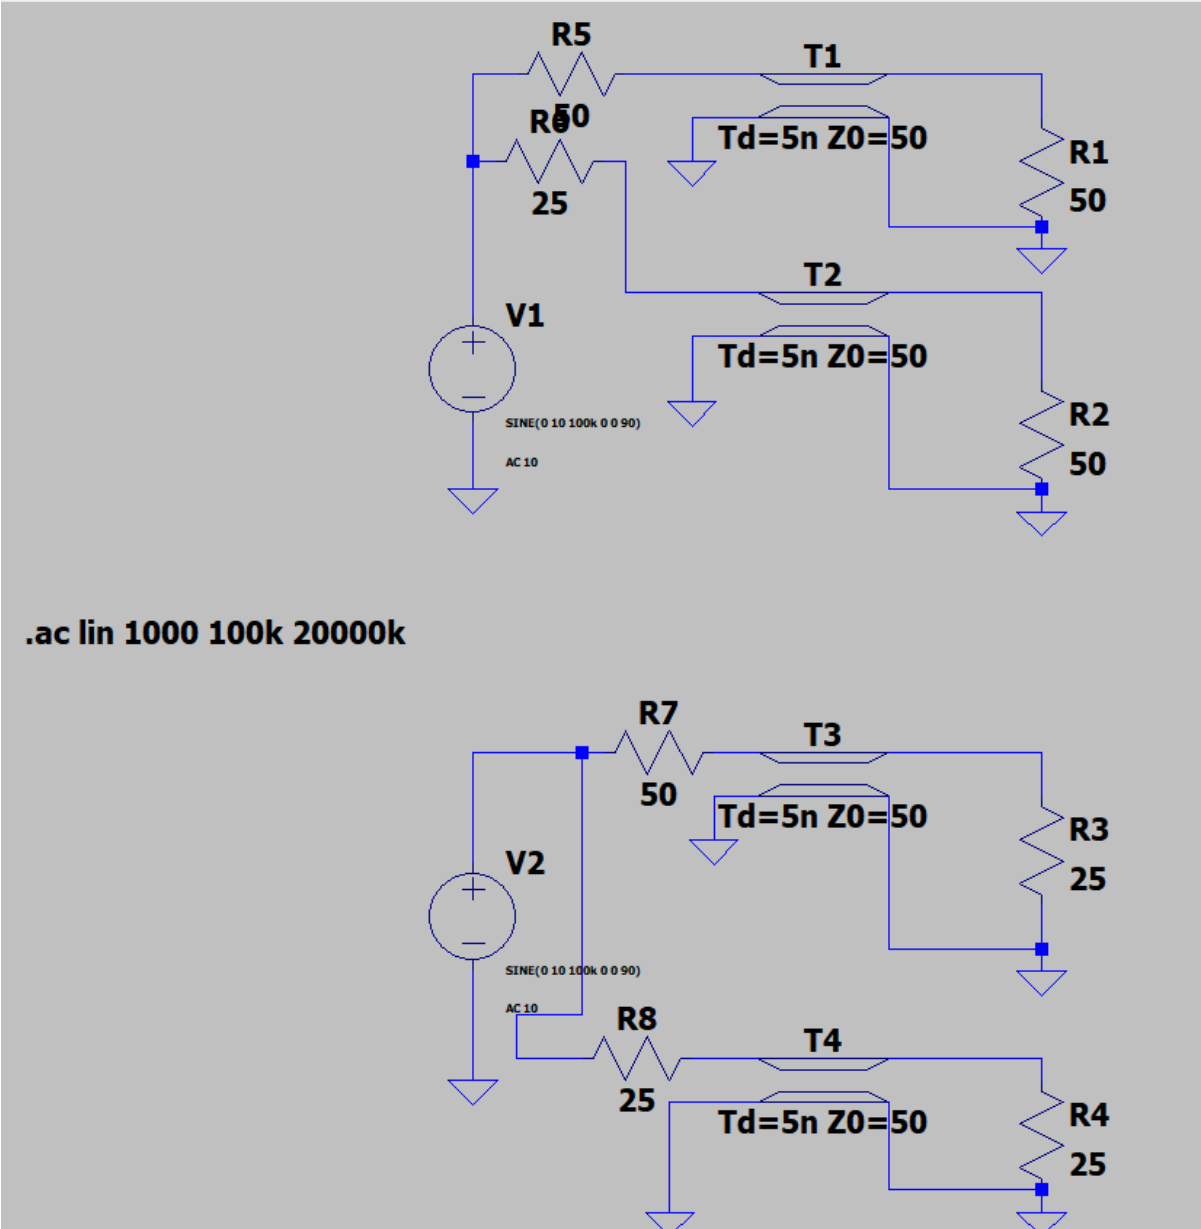 R5
50
T1
Td=5n Z0=50
R1
50
R6
25
T2
Td=5n Z0=50
R2
50
V1
SINE(0 10 100k 0 0 90)
AC 10
.ac lin 1000 100k 20000k
R7
50
T3
Td=5n Z0=50
R3
25
V2
SINE(0 10 100k 0 0 90)
AC 10
R8
25
T4
Td=5n Z0=50
R4
25